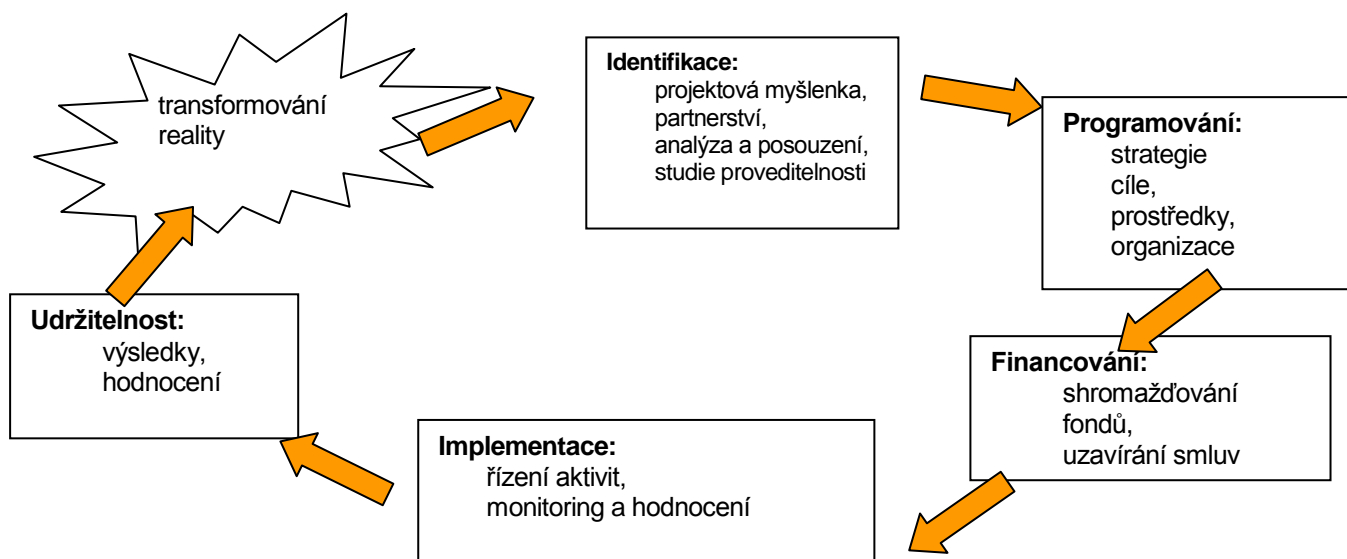 transformování
reality
Identifikace:
projektová myšlenka,
partnerství,
analýza a posouzení,
studie proveditelnosti
Programování:
strategie
cíle,
prostředky,
organizace
Financování:
shromažďování
fondů,
uzavírání smluv
Implementace:
řízení aktivit,
monitoring a hodnocení
Udržitelnost:
výsledky,
hodnocení